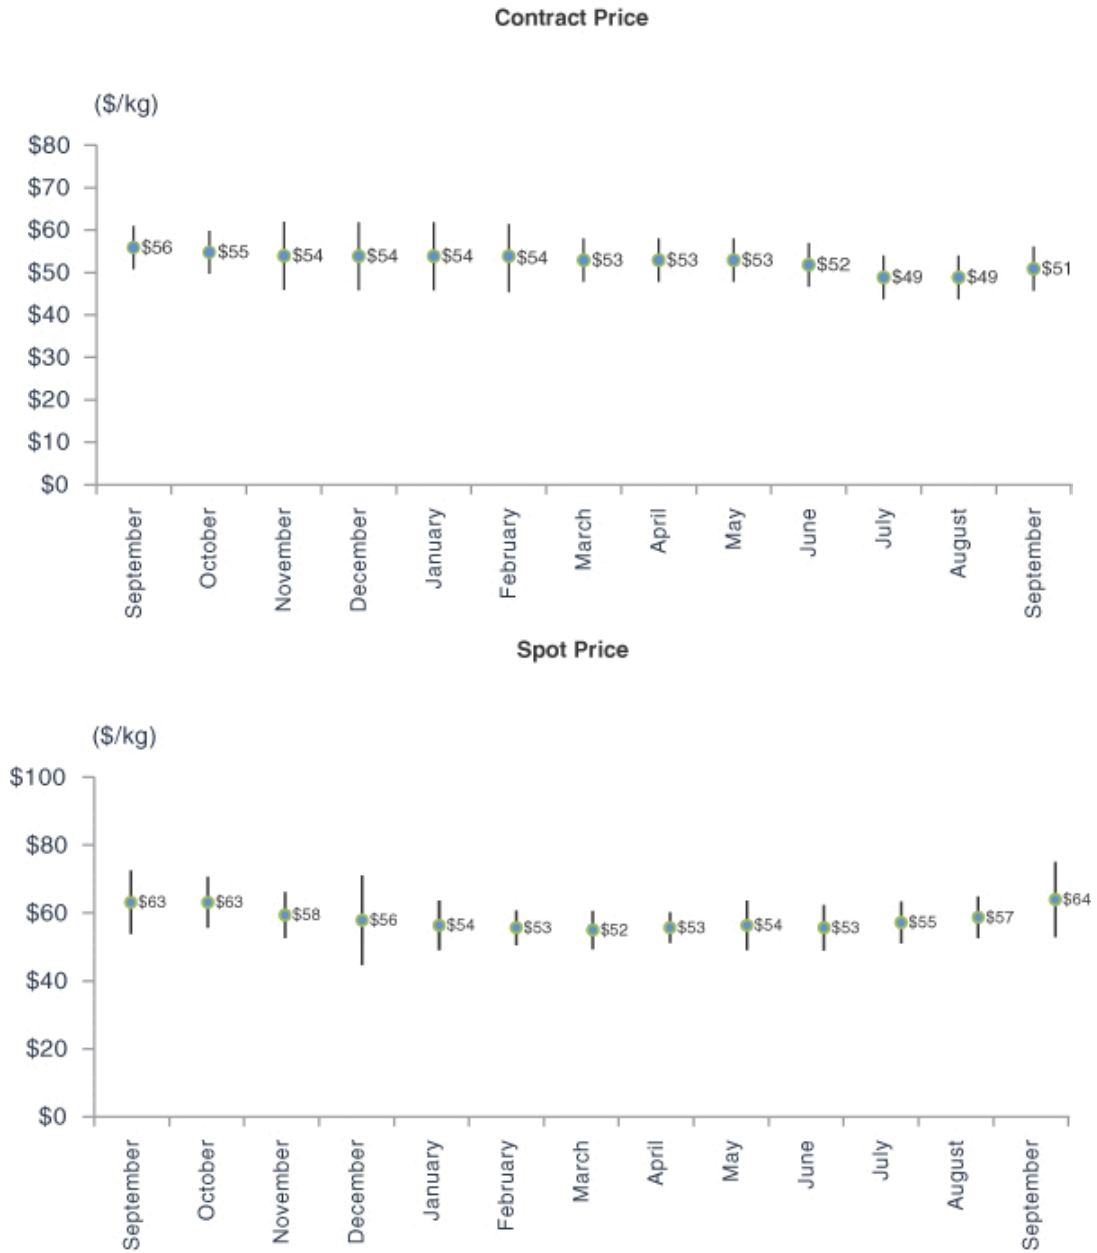 Contract Price
($/kg)
$80
$70
$60
$50
$40
$30
$20
$10
$0
$56
$55
$54
$54
$54
$54
$53
$53
$53
$52
$49
$49
$51
September
October
November
December
January
February
March
April
May
June
July
August
September
Spot Price
($/kg)
$100
$80
$60
$40
$20
$0
$63
$63
$58
$56
$54
$53
$52
$53
$54
$53
$55
$57
$64
September
October
November
December
January
February
March
April
May
June
July
August
September